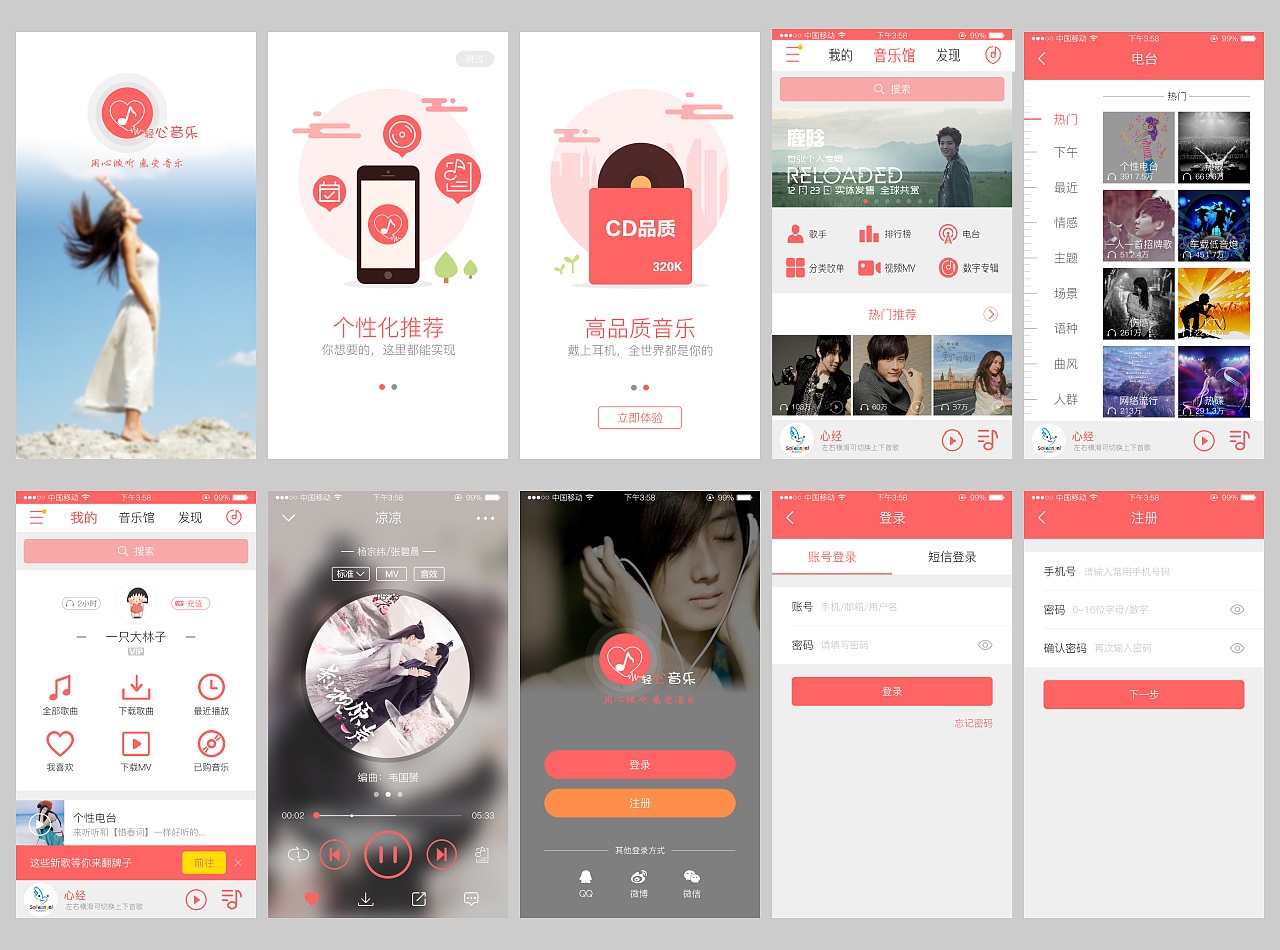 轻心音乐
用心傾听 感爱音乐
跳过
个性化推荐
你想要的，这里都能实现
CD品质
320K
高品质音乐
戴上耳机，全世界都是你的
立即体验
中国移动 下午3:58 99%
我的 音乐馆 发现
搜索
鹿晗
首张个人专辑
RELOADED
12月23日 实体发售 全球共赏
歌手 排行榜 电台
分类歌单 视频MV 数字专辑
热门推荐
103万 60万 37万
心经
左右横滑可切换上下首歌
中国移动 下午3:58 99%
电台
热门
热门
下午
最近
情感
主题
场景
语种
曲风
人群
个性电台
3917.5万
669.6万
一人一首招牌歌 车载低音炮
512.4万 451.7万
伤感 KTV
261万
网络流行 热碟
213万 291.3万
心经
左右横滑可切换上下首歌
中国移动 下午3:58 99%
我的 音乐馆 发现
搜索
2小时 充值
一只大林子
VIP
全部歌曲 下载歌曲 最近播放
我喜欢 下载MV 已购音乐
个性电台
来听听和【惜春词】一样好听的...
这些新歌等你来翻牌子 前往
心经
左右横滑可切换上下首歌
中国移动 下午3:58 99%
凉凉
杨宗纬/张碧晨
标准 MV 音效
编曲：韦国赟
00:02 05:33
中国移动 下午3:58 99%
轻心音乐
用心傾听 感爱音乐
登录
注册
其他登录方式
QQ 微博 微信
中国移动 下午3:58 99%
登录
账号登录 短信登录
账号 手机/邮箱/用户名
密码 请填写密码
登录
忘记密码
中国移动 下午3:58 99%
注册
手机号 请输入常用手机号码
密码 6-16位字母/数字
确认密码 再次输入密码
下一步